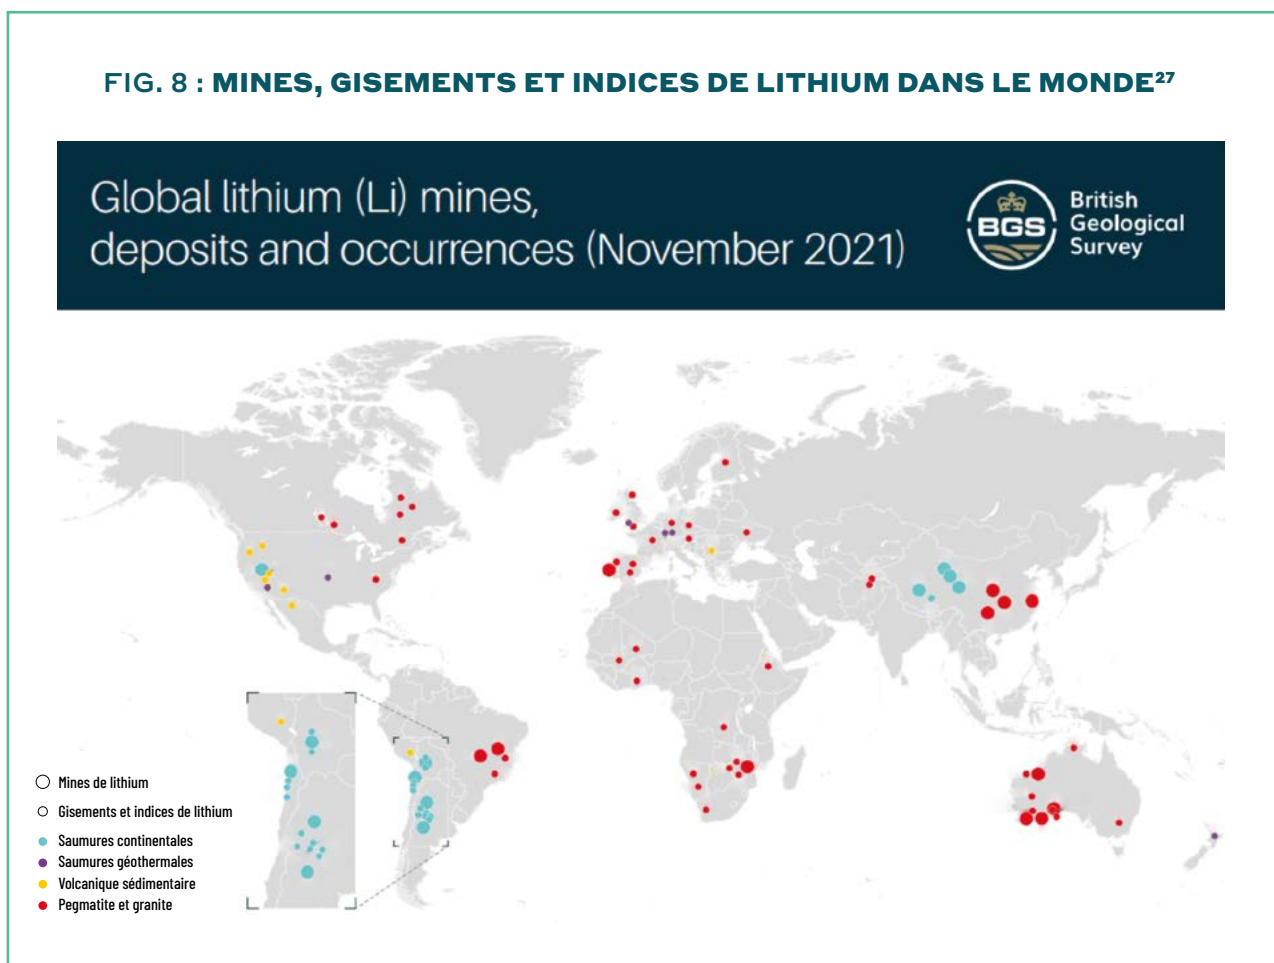 FIG. 8 : MINES, GISEMENTS ET INDICES DE LITHIUM DANS LE MONDE²⁷
Global lithium (Li) mines,
deposits and occurrences (November 2021)
BGS
British
Geological
Survey
Mines de lithium
Gisements et indices de lithium
Saumures continentales
Saumures géothermales
Volcanique sédimentaire
Pegmatite et granite